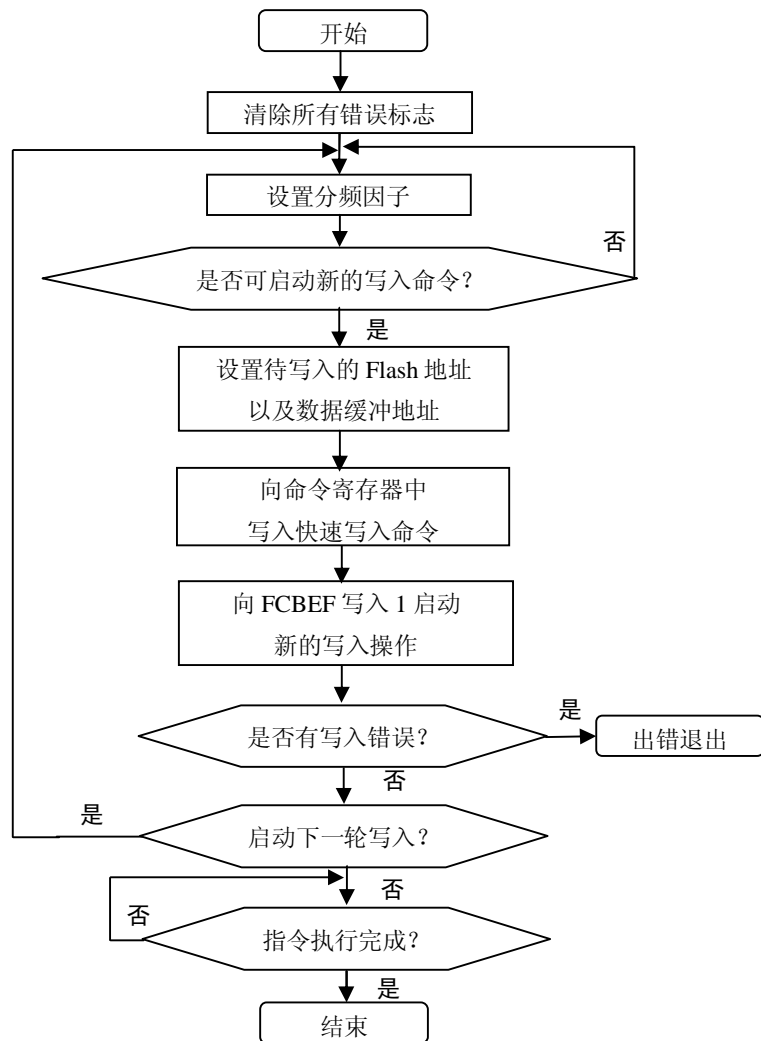 开始
清除所有错误标志
设置分频因子
否
是否可启动新的写入命令？
是
设置待写入的 Flash 地址
以及数据缓冲地址
向命令寄存器中
写入快速写入命令
向 FCBEF 写入 1 启动
新的写入操作
是
是否有写入错误？
出错退出
否
是
启动下一轮写入？
否
否
指令执行完成？
是
结束